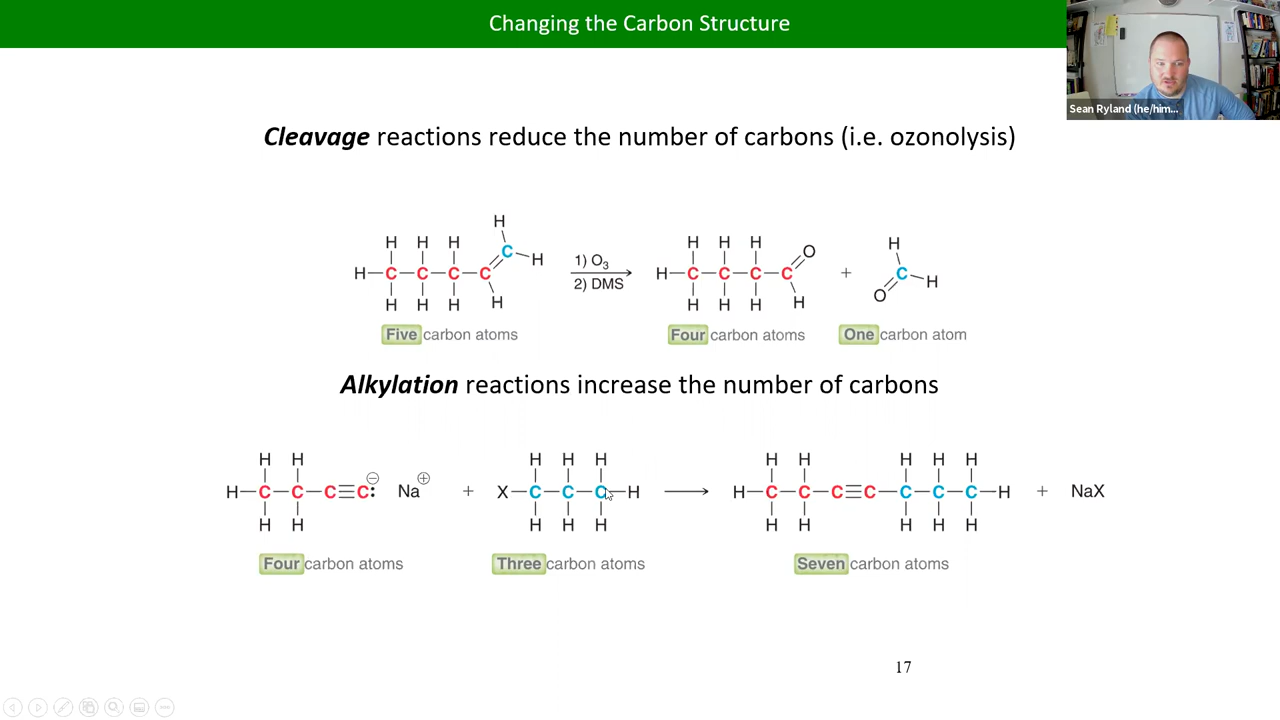 Changing the Carbon Structure
Sean Ryland (he/him...
Cleavage reactions reduce the number of carbons (i.e. ozonolysis)
H
H H H C H 1) O3 H H H O H
H C C C C 2) DMS H C C C C + C H
H H H H H H H H O
Five carbon atoms Four carbon atoms One carbon atom
Alkylation reactions increase the number of carbons
H H H H H H H H H H
H–C–C–C≡C:⊖ Na⊕ + X–C–C–C–H ⟶ H–C–C–C≡C–C–C–C–H + NaX
H H H H H H H H H H
Four carbon atoms Three carbon atoms Seven carbon atoms
17